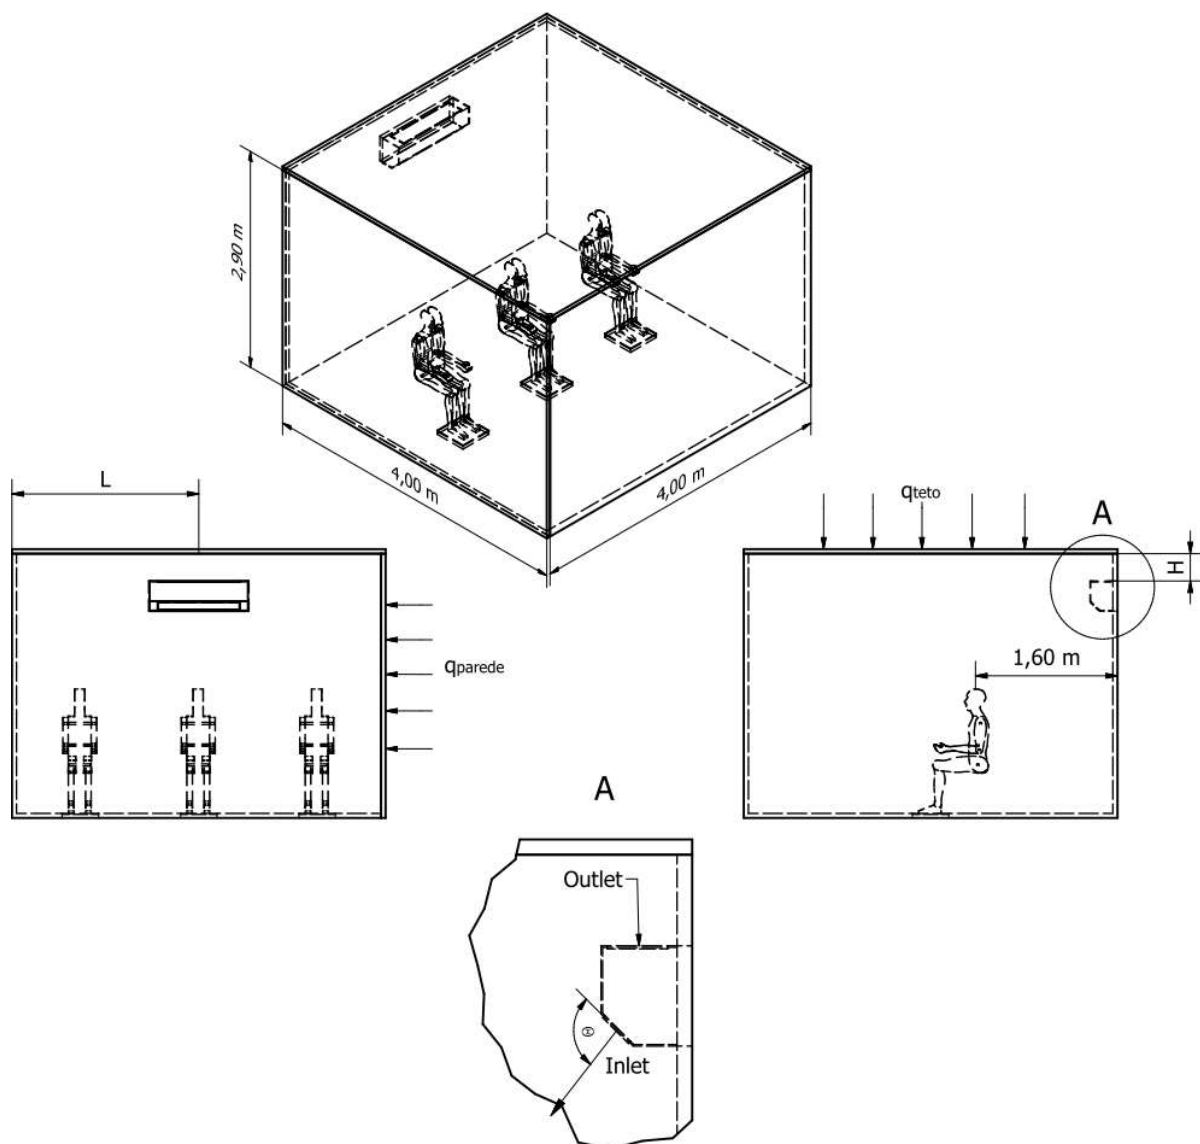 2,90 m
4,00 m
4,00 m
L
qparede
qteto
A
H
1,60 m
A
Outlet
Θ
Inlet